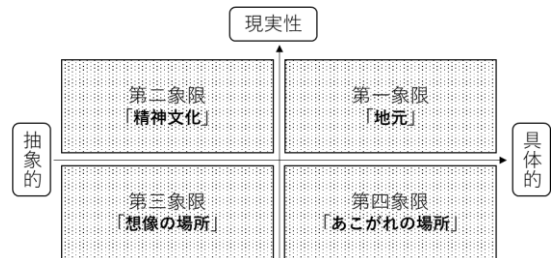 現実性
第二象限
「精神文化」
第一象限
「地元」
抽象的
具体的
第三象限
「想像の場所」
第四象限
「あこがれの場所」